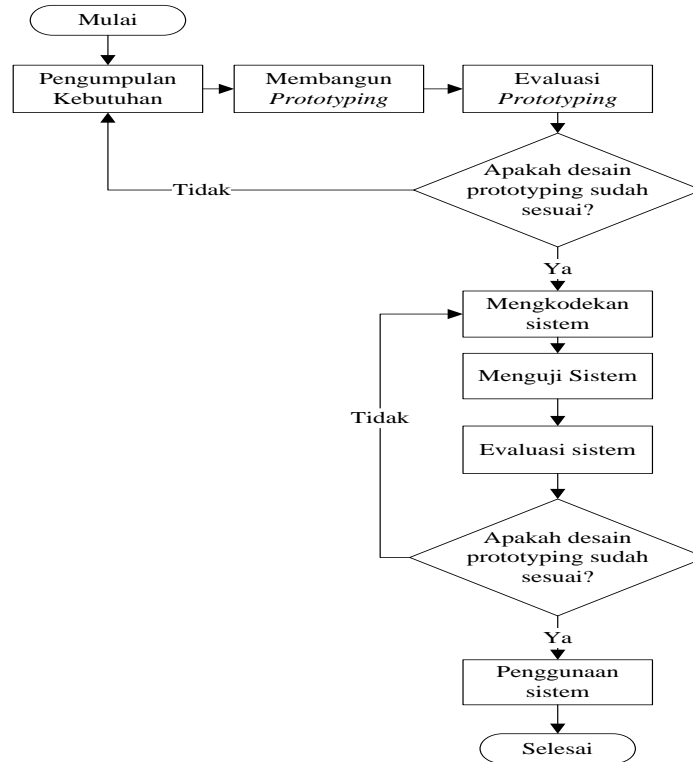 Mulai
Pengumpulan
Kebutuhan
Membangun
Prototyping
Evaluasi
Prototyping
Apakah desain
prototyping sudah
sesuai?
Tidak
Ya
Mengkodekan
sistem
Menguji Sistem
Tidak
Evaluasi sistem
Apakah desain
prototyping sudah
sesuai?
Ya
Penggunaan
sistem
Selesai